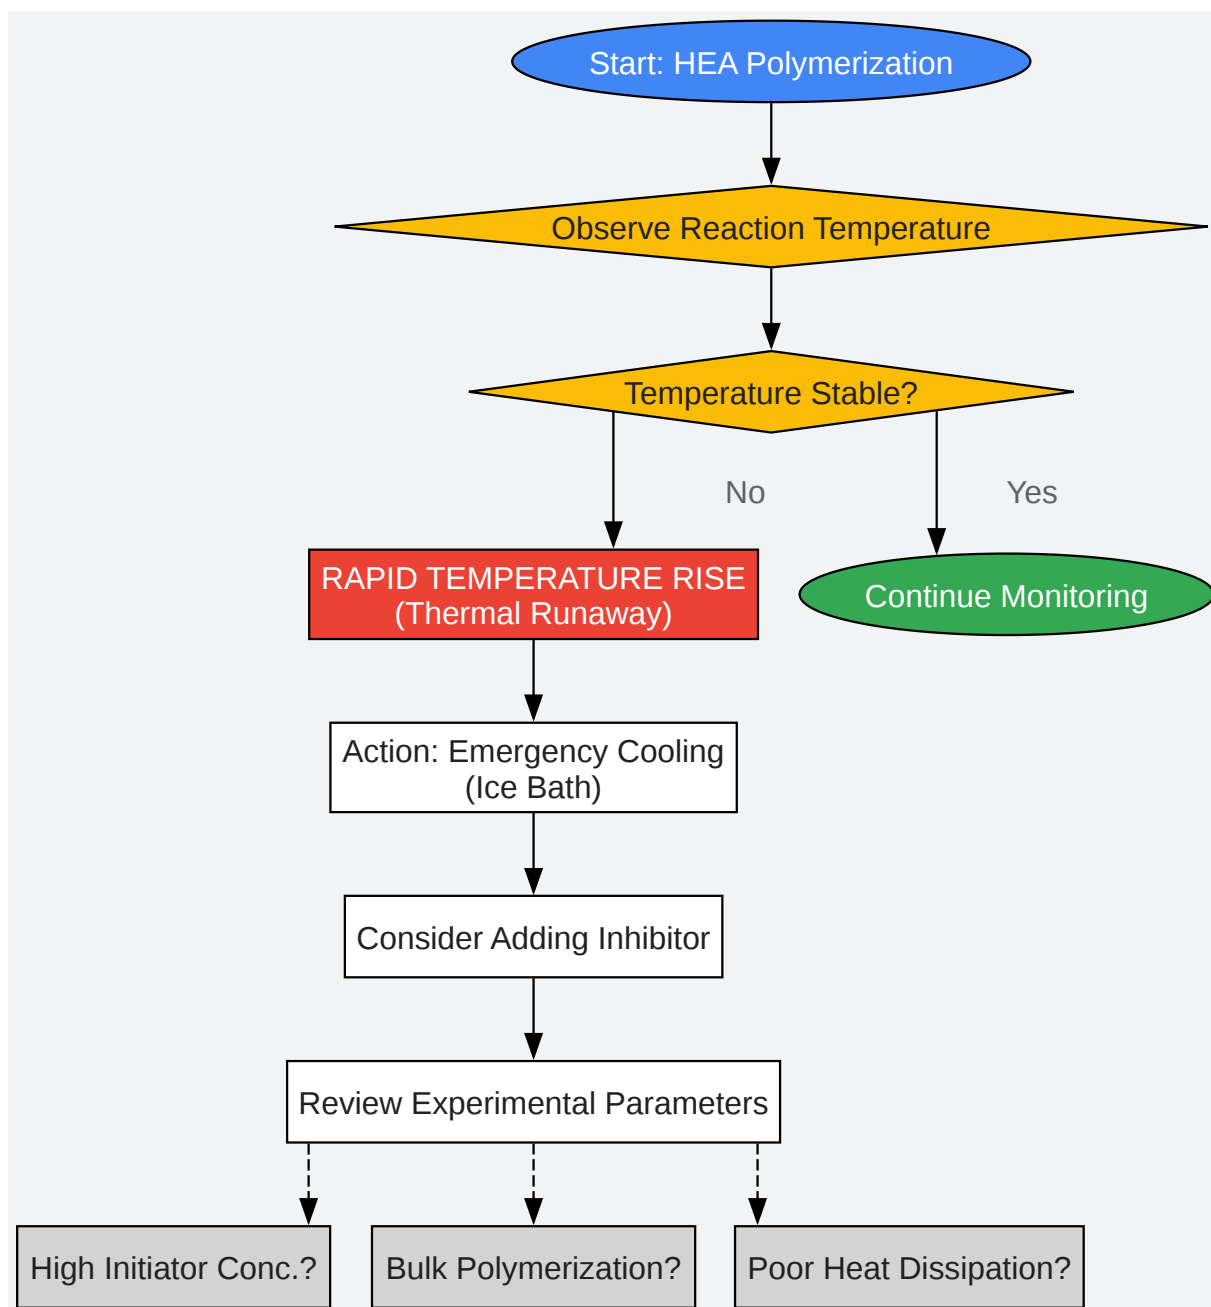 Start: HEA Polymerization
Observe Reaction Temperature
Temperature Stable?
No
Yes
RAPID TEMPERATURE RISE
(Thermal Runaway)
Continue Monitoring
Action: Emergency Cooling
(Ice Bath)
Consider Adding Inhibitor
Review Experimental Parameters
High Initiator Conc.?
Bulk Polymerization?
Poor Heat Dissipation?